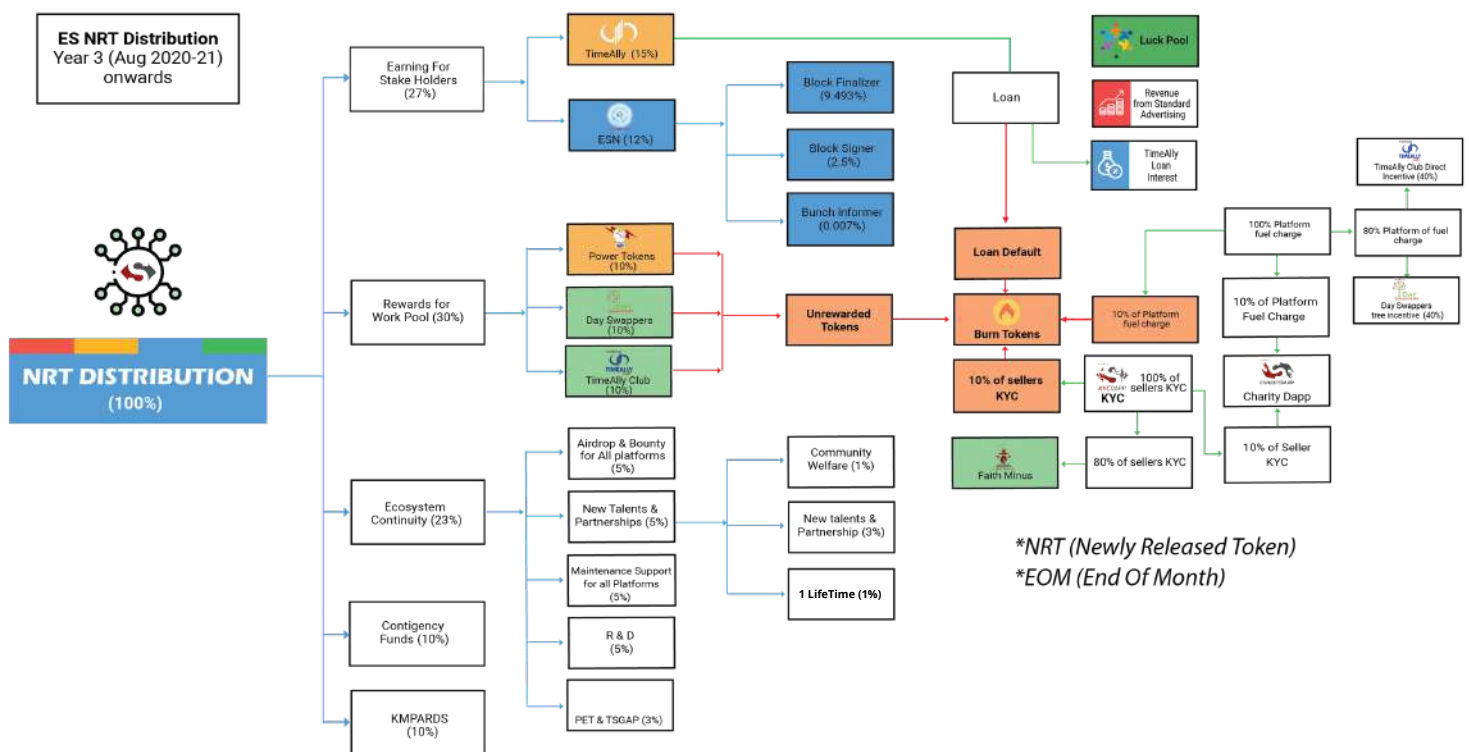 ES NRT Distribution
Year 3 (Aug 2020-21)
onwards
NRT DISTRIBUTION
(100%)
Earning For
Stake Holders
(27%)
Rewards for
Work Pool (30%)
Ecosystem
Continuity (23%)
Contigency
Funds (10%)
KMPARDS
(10%)
TimeAlly (15%)
ESN (12%)
Power Tokens
(10%)
Day Swappers
(10%)
TIMEALLY
TimeAlly Club
(10%)
Airdrop & Bounty
for All platforms
(5%)
New Talents &
Partnerships (5%)
Maintenance Support
for all Platforms
(5%)
R & D
(5%)
PET & TSGAP (3%)
Block Finalizer
(9.493%)
Block Signer
(2.5%)
Bunch Informer
(0.007%)
Unrewarded
Tokens
Community
Welfare (1%)
New talents &
Partnership (3%)
1 LifeTime (1%)
Loan
Loan Default
Burn Tokens
10% of sellers
KYC
Faith Minus
Luck Pool
Revenue
from Standard
Advertising
TimeAlly
Loan
Interest
10% of Platform
fuel charge
KYCDAPP
KYC
100% of
sellers KYC
80% of sellers KYC
100% Platform
fuel charge
10% of Platform
Fuel Charge
Charity Dapp
10% of Seller
KYC
TIMEALLY
TimeAlly Club Direct
Incentive (40%)
80% Platform of fuel
charge
Day Swappers
tree incentive (40%)
*NRT (Newly Released Token)
*EOM (End Of Month)